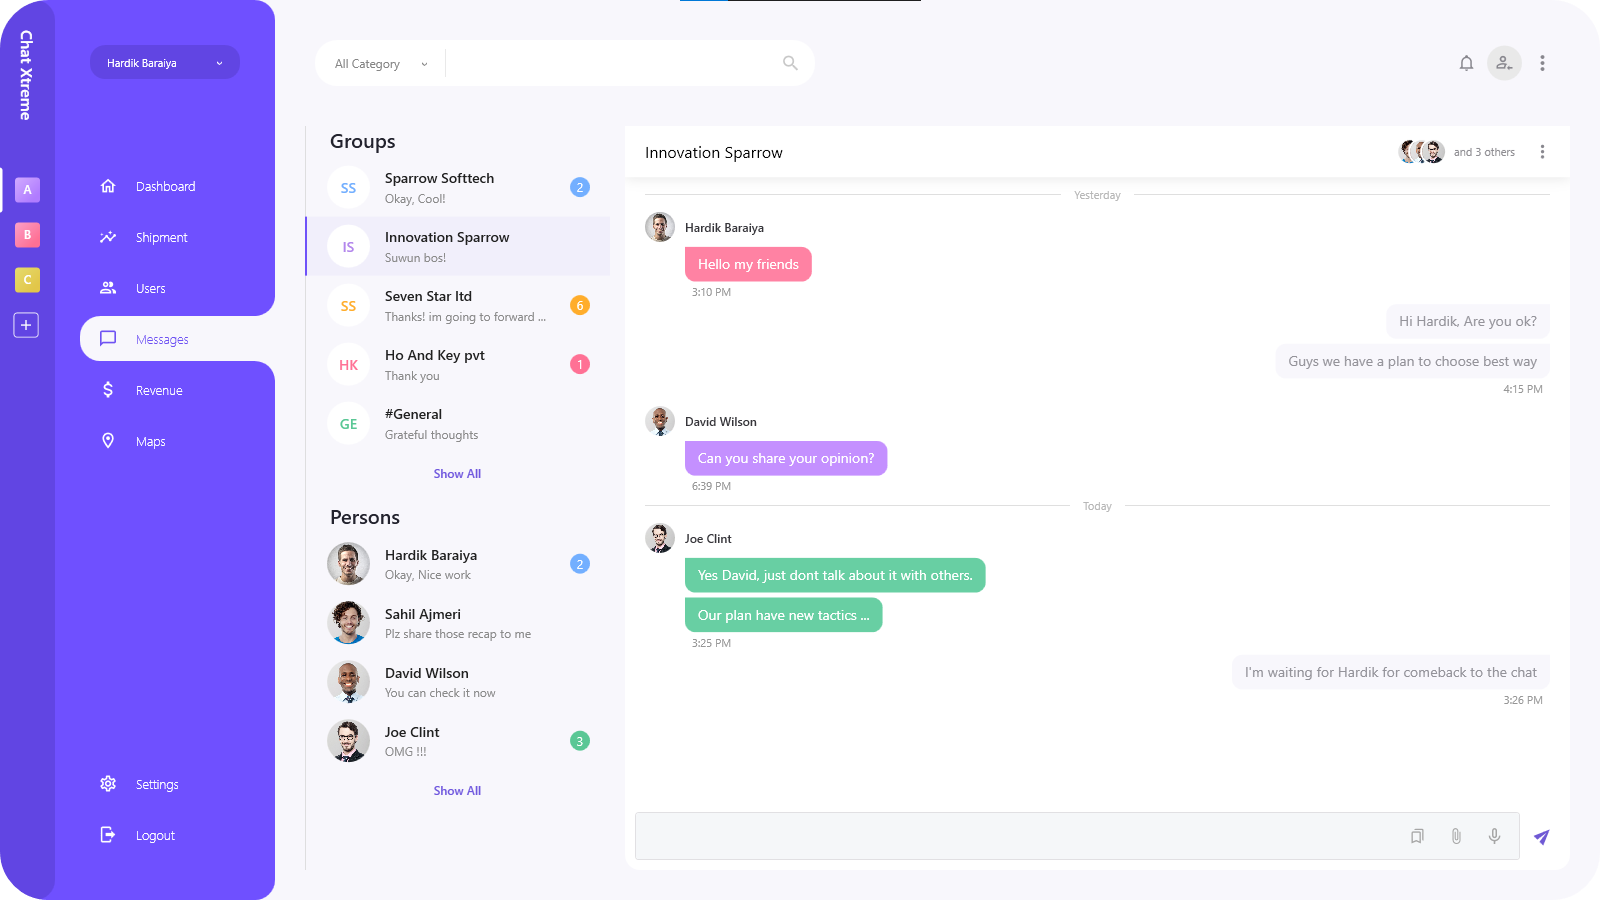 Chat Xtreme
A
B
C
Hardik Baraiya
Dashboard
Shipment
Users
Messages
Revenue
Maps
Settings
Logout
All Category
Groups
SS
Sparrow Softtech
Okay, Cool!
2
IS
Innovation Sparrow
Suwun bos!
SS
Seven Star ltd
Thanks! im going to forward ...
6
HK
Ho And Key pvt
Thank you
1
GE
#General
Grateful thoughts
Show All
Persons
Hardik Baraiya
Okay, Nice work
2
Sahil Ajmeri
Plz share those recap to me
David Wilson
You can check it now
Joe Clint
OMG !!!
3
Show All
Innovation Sparrow
and 3 others
Yesterday
Hardik Baraiya
Hello my friends
3:10 PM
Hi Hardik, Are you ok?
Guys we have a plan to choose best way
4:15 PM
David Wilson
Can you share your opinion?
6:39 PM
Today
Joe Clint
Yes David, just dont talk about it with others.
Our plan have new tactics ...
3:25 PM
I'm waiting for Hardik for comeback to the chat
3:26 PM